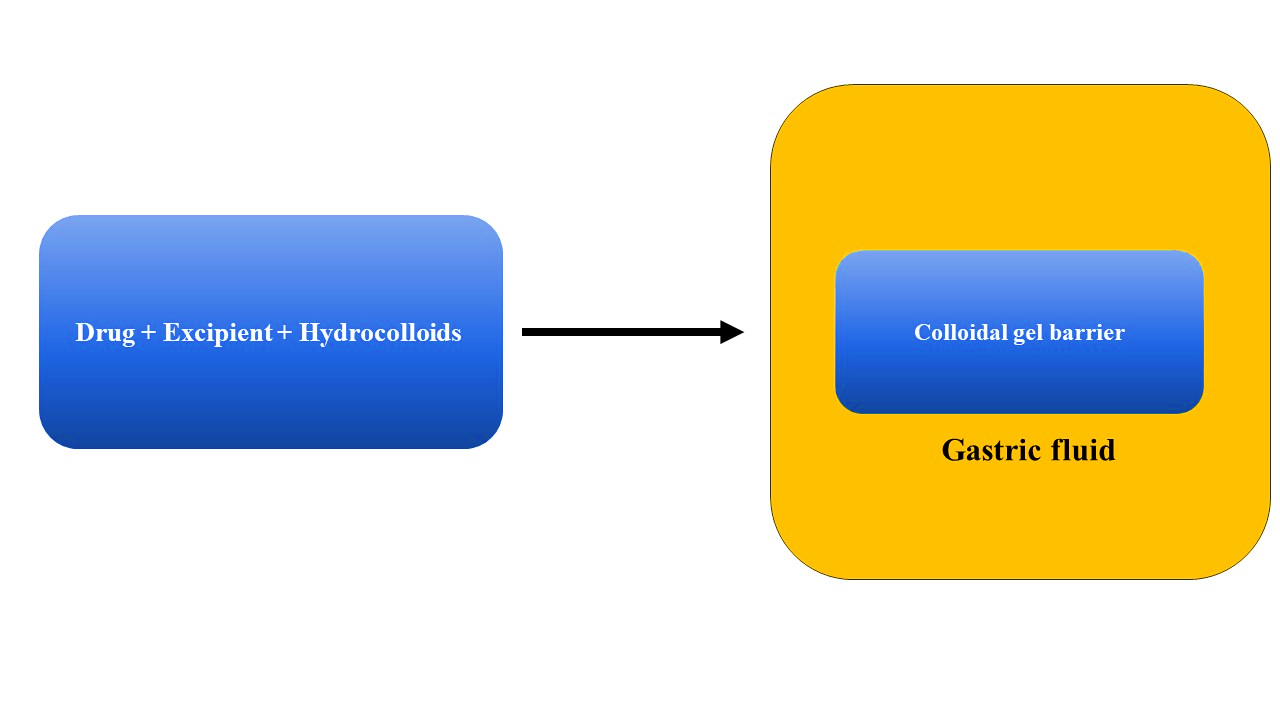 Drug + Excipient + Hydrocolloids
Colloidal gel barrier
Gastric fluid